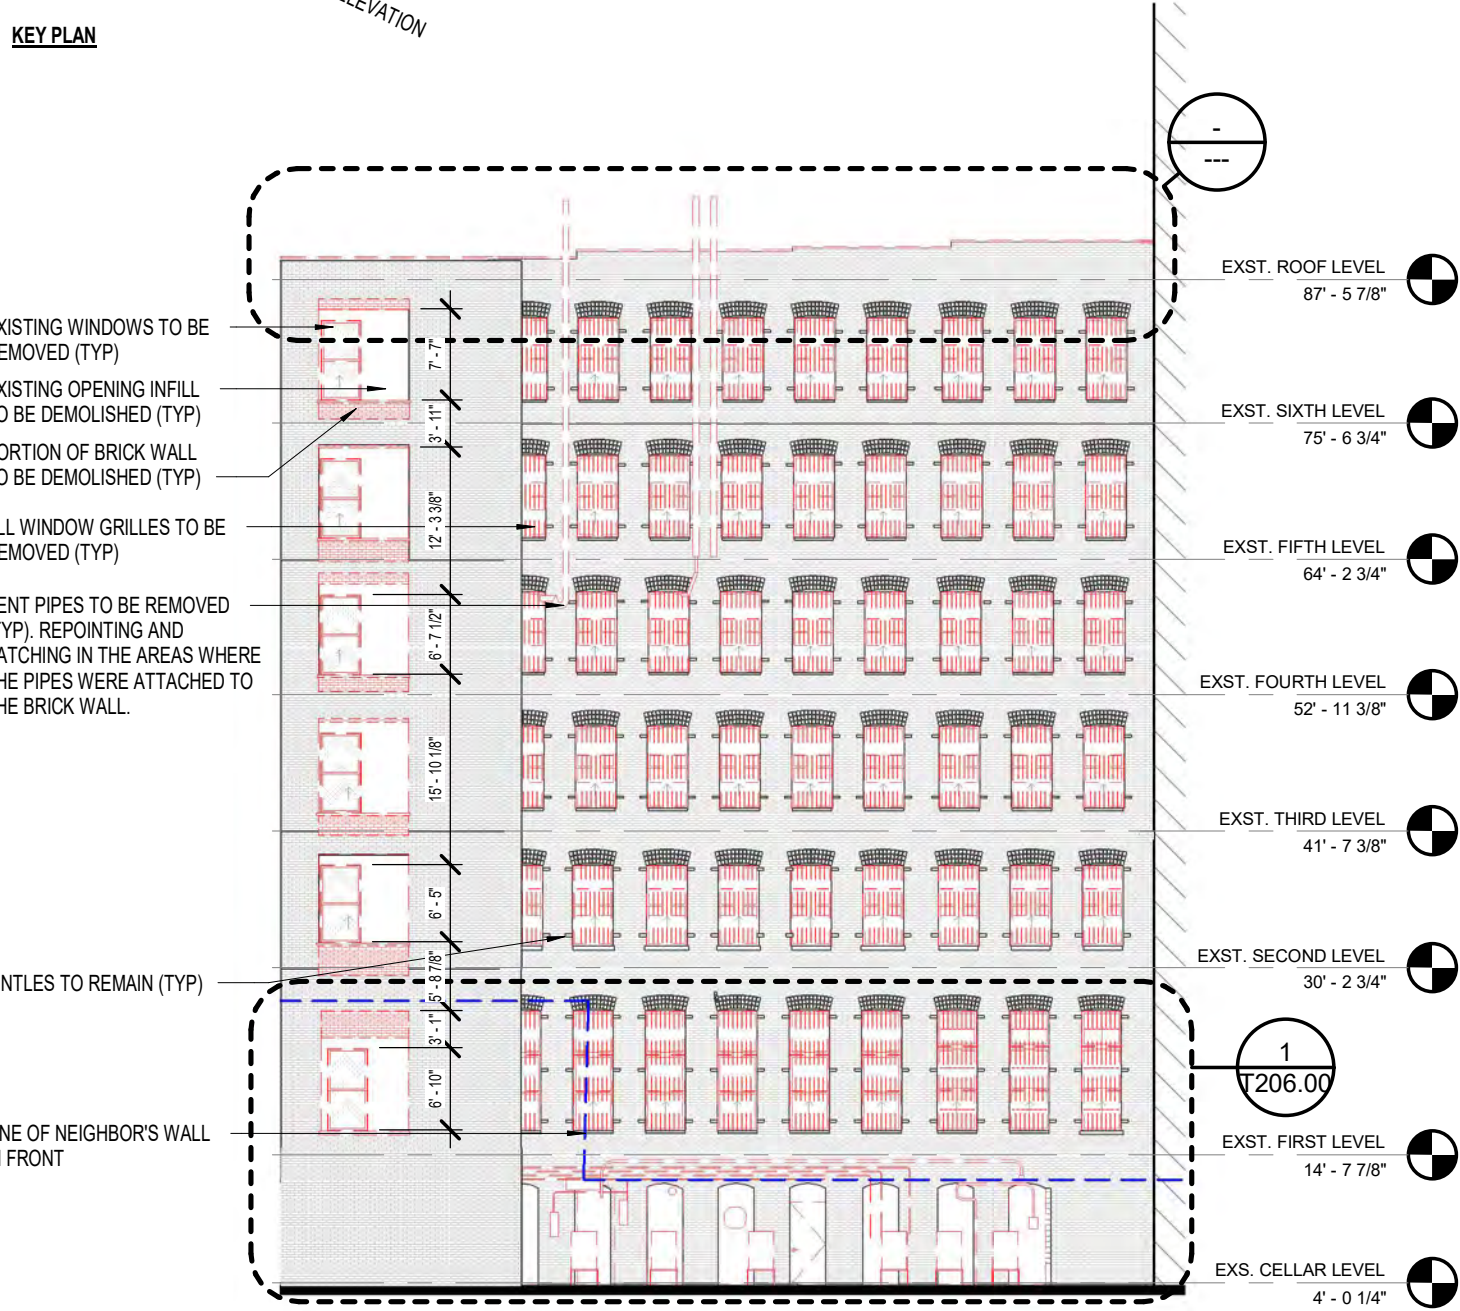 ELEVATION
KEY PLAN
-
---
EXST. ROOF LEVEL
87' - 5 7/8"
XISTING WINDOWS TO BE
EMOVED (TYP)
7' - 7"
XISTING OPENING INFILL
O BE DEMOLISHED (TYP)
3' - 11"
EXST. SIXTH LEVEL
75' - 6 3/4"
ORTION OF BRICK WALL
O BE DEMOLISHED (TYP)
LL WINDOW GRILLES TO BE
EMOVED (TYP)
12' - 3 3/8"
EXST. FIFTH LEVEL
64' - 2 3/4"
ENT PIPES TO BE REMOVED
YP). REPOINTING AND
ATCHING IN THE AREAS WHERE
HE PIPES WERE ATTACHED TO
HE BRICK WALL.
6' - 7 1/2"
EXST. FOURTH LEVEL
52' - 11 3/8"
15' - 10 1/8"
EXST. THIRD LEVEL
41' - 7 3/8"
6' - 5"
EXST. SECOND LEVEL
30' - 2 3/4"
NTLES TO REMAIN (TYP)
5' - 8 7/8"
3' - 1"
1
T206.00
6' - 10"
NE OF NEIGHBOR'S WALL
FRONT
EXST. FIRST LEVEL
14' - 7 7/8"
EXS. CELLAR LEVEL
4' - 0 1/4"